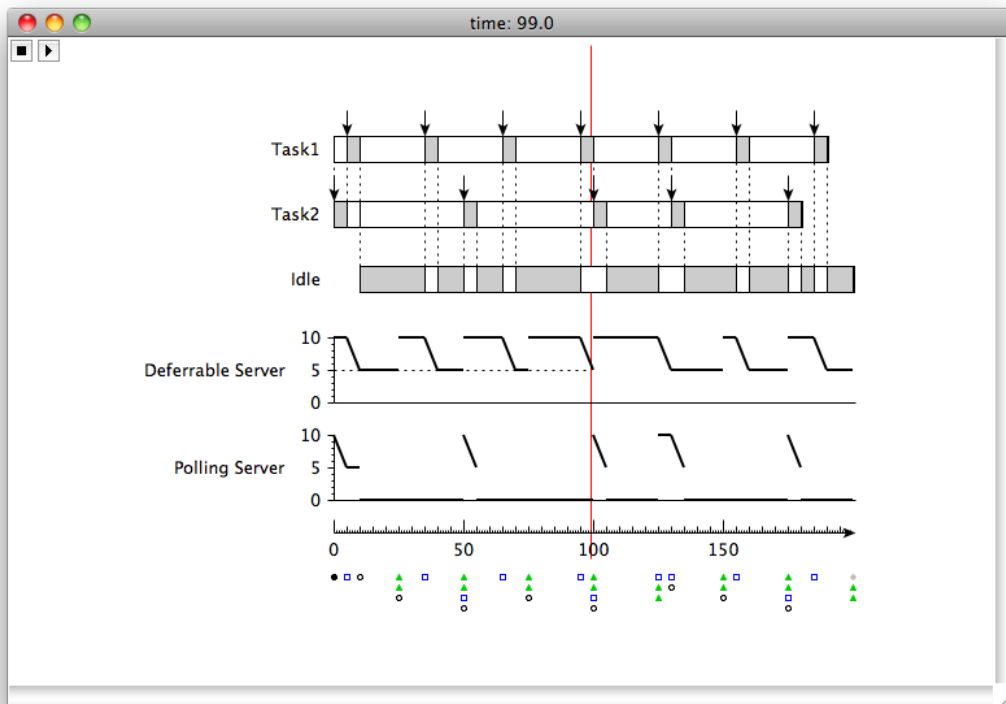 time: 99.0
Task1
Task2
Idle
10
Deferrable Server 5
0
10
Polling Server 5
0
0 50 100 150